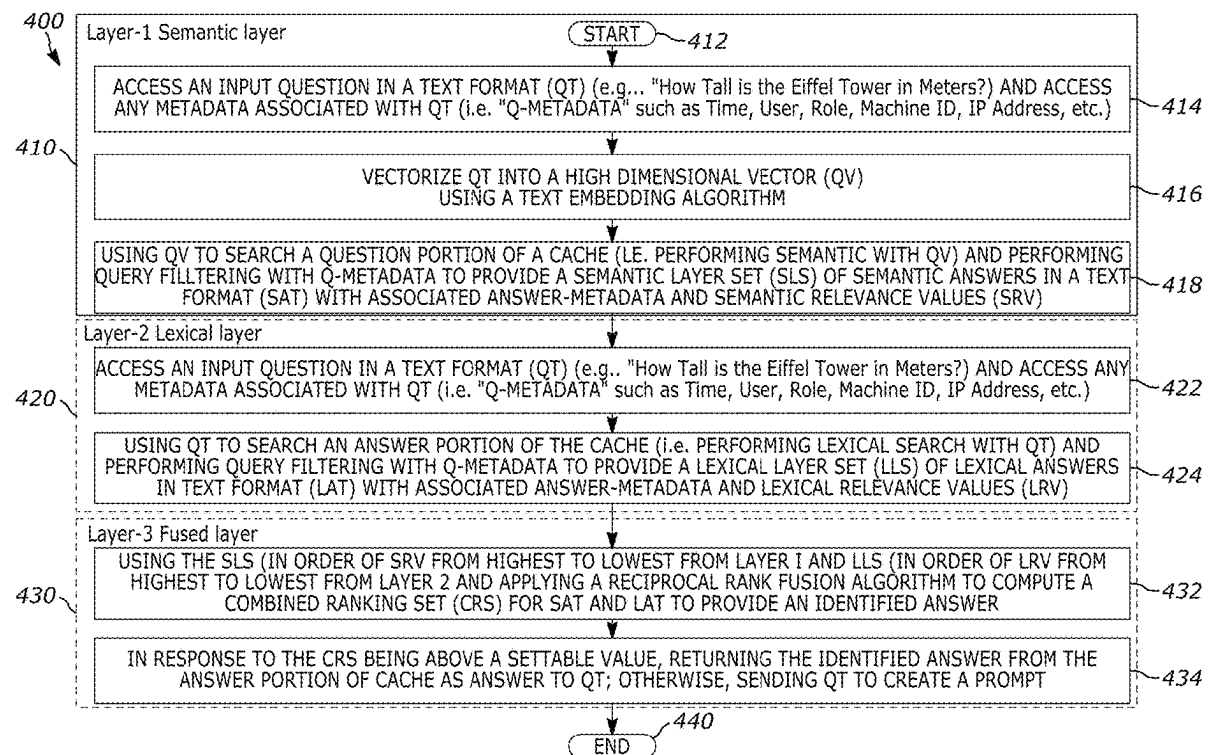 400
Layer-1 Semantic layer
START
412
ACCESS AN INPUT QUESTION IN A TEXT FORMAT (QT) (e.g... "How Tall is the Eiffel Tower in Meters?) AND ACCESS
ANY METADATA ASSOCIATED WITH QT (i.e. "Q-METADATA" such as Time, User, Role, Machine ID, IP Address, etc.)
414
410
VECTORIZE QT INTO A HIGH DIMENSIONAL VECTOR (QV)
USING A TEXT EMBEDDING ALGORITHM
416
USING QV TO SEARCH A QUESTION PORTION OF A CACHE (I.E. PERFORMING SEMANTIC WITH QV) AND PERFORMING
QUERY FILLTERING WITH Q-METADATA TO PROVIDE A SEMANTIC LAYER SET (SLS) OF SEMANTIC ANSWERS IN A TEXT
FORMAT (SAT) WITH ASSOCIATED ANSWER-METADATA AND SEMANTIC RELEVANCE VALUES (SRV)
418
Layer-2 Lexical layer
ACCESS AN INPUT QUESTION IN A TEXT FORMAT (QT) (e.g.. "How Tall is the Eiffel Tower in Meters?) AND ACCESS ANY
METADATA ASSOCIATED WITH QT (i.e. "Q-METADATA" such as Time, User, Role, Machine ID, IP Address, etc.)
422
420
USING QT TO SEARCH AN ANSWER PORTION OF THE CACHE (i.e. PERFORMING LEXICAL SEARCH WITH QT) AND
PERFORMING QUERY FILTERING WITH Q-METADATA TO PROVIDE A LEXICAL LAYER SET (LLS) OF LEXICAL ANSWERS
IN TEXT FORMAT (LAT) WITH ASSOCIATED ANSWER-METADATA AND LEXICAL RELEVANCE VALUES (LRV)
424
Layer-3 Fused layer
USING THE SLS (IN ORDER OF SRV FROM HIGHEST TO LOWEST FROM LAYER I AND LLS (IN ORDER OF LRV FROM
HIGHEST TO LOWEST FROM LAYER 2 AND APPLYING A RECIPROCAL RANK FUSION ALGORITHM TO COMPUTE A
COMBINED RANKING SET (CRS) FOR SAT AND LAT TO PROVIDE AN IDENTIFIED ANSWER
432
430
IN RESPONSE TO THE CRS BEING ABOVE A SETTABLE VALUE, RETURNING THE IDENTIFIED ANSWER FROM THE
ANSWER PORTION OF CACHE AS ANSWER TO QT; OTHERWISE, SENDING QT TO CREATE A PROMPT
434
440
END